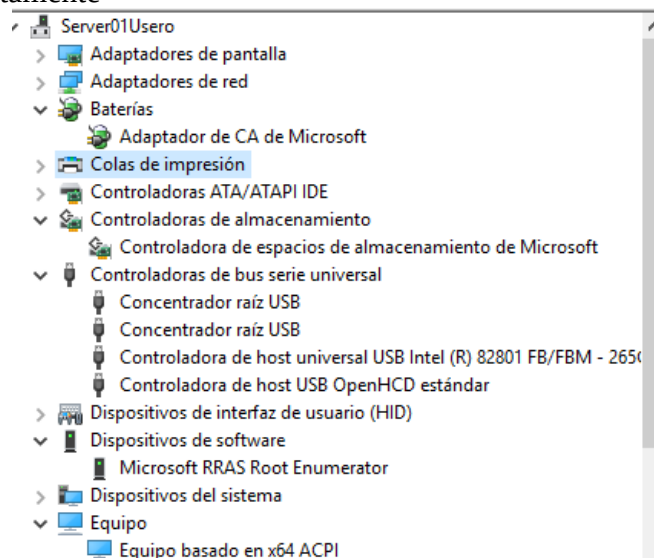 Server01Usero
Adaptadores de pantalla
Adaptadores de red
Baterías
Adaptador de CA de Microsoft
Colas de impresión
Controladoras ATA/ATAPI IDE
Controladoras de almacenamiento
Controladora de espacios de almacenamiento de Microsoft
Controladoras de bus serie universal
Concentrador raíz USB
Concentrador raíz USB
Controladora de host universal USB Intel (R) 82801 FB/FBM - 265
Controladora de host USB OpenHCD estándar
Dispositivos de interfaz de usuario (HID)
Dispositivos de software
Microsoft RRAS Root Enumerator
Dispositivos del sistema
Equipo
Equipo basado en x64 ACPI